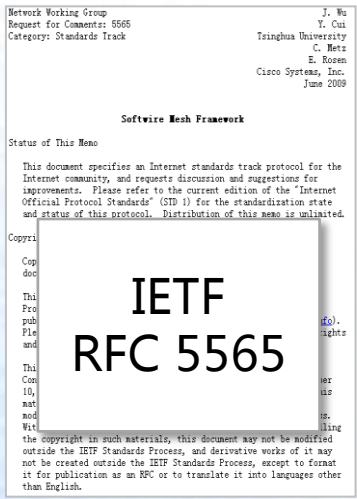 Network Working Group J. Wu
Request for Comments: 5565 Y. Cui
Category: Standards Track Tsinghua University
C. Metz
E. Rosen
Cisco Systems, Inc.
June 2009
Softwire Mesh Framework
Status of This Memo
This document specifies an Internet standards track protocol for the
Internet community, and requests discussion and suggestions for
improvements. Please refer to the current edition of the "Internet
Official Protocol Standards" (STD 1) for the standardization state
and status of this protocol. Distribution of this memo is unlimited.
IETF
RFC 5565
the copyright in such materials, this document may not be modified
outside the IETF Standards Process, and derivative works of it may
not be created outside the IETF Standards Process, except to format
it for publication as an RFC or to translate it into languages other
than English.